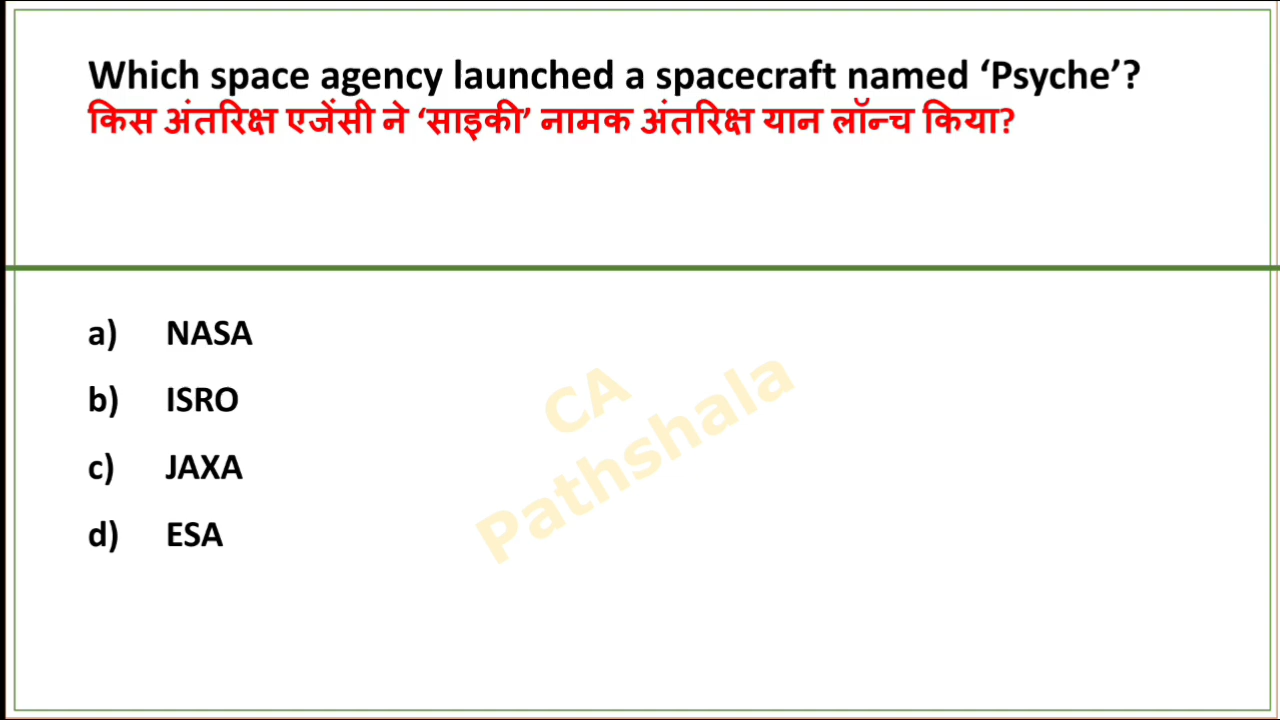 Which space agency launched a spacecraft named ‘Psyche’?
किस अंतरिक्ष एजेंसी ने ‘साइकी’ नामक अंतरिक्ष यान लॉन्च किया?
a) NASA
b) ISRO
c) JAXA
d) ESA
CA
Pathshala